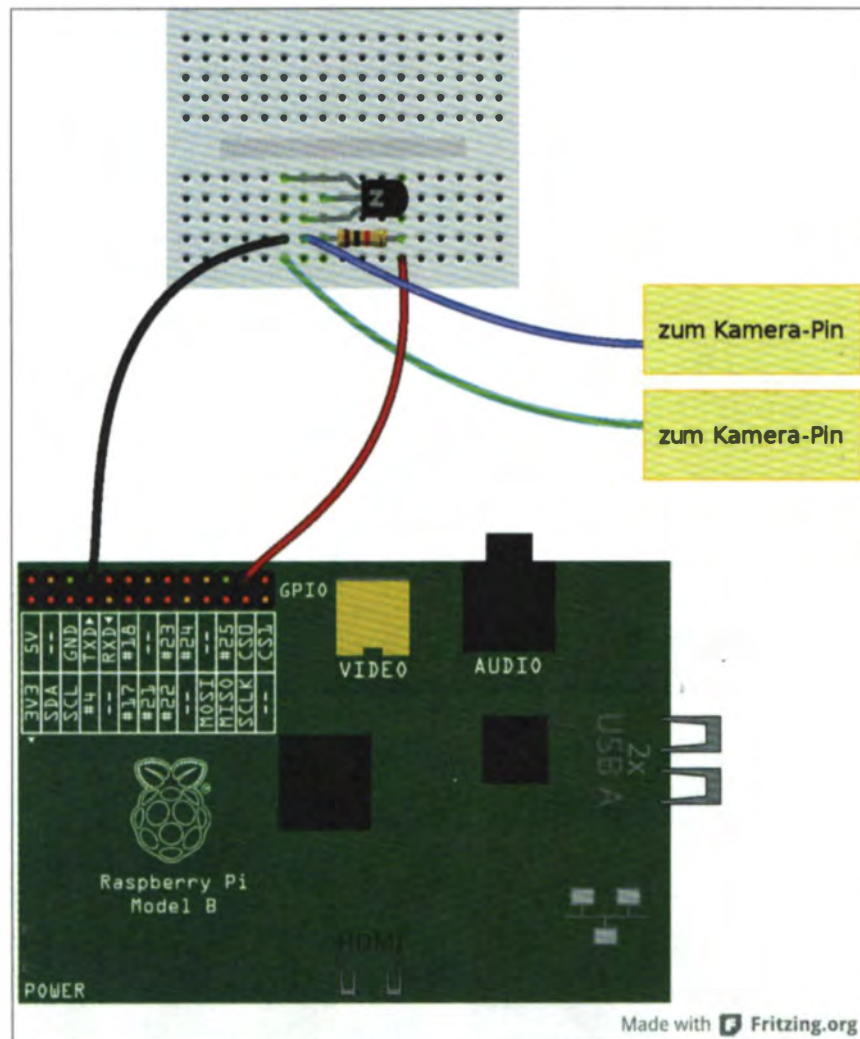 N
zum Kamera-Pin
zum Kamera-Pin
GPIO
5V
--
GND
TXD
RXD
#18
--
#23
#24
--
#25
CS0
CS1
3V3
SDA
SCL
#4
--
#17
#21
#22
--
MOSI
MISO
SCLK
--
VIDEO
AUDIO
2x
USB A
Raspberry Pi
Model B
HDMI
POWER
Made with Fritzing.org